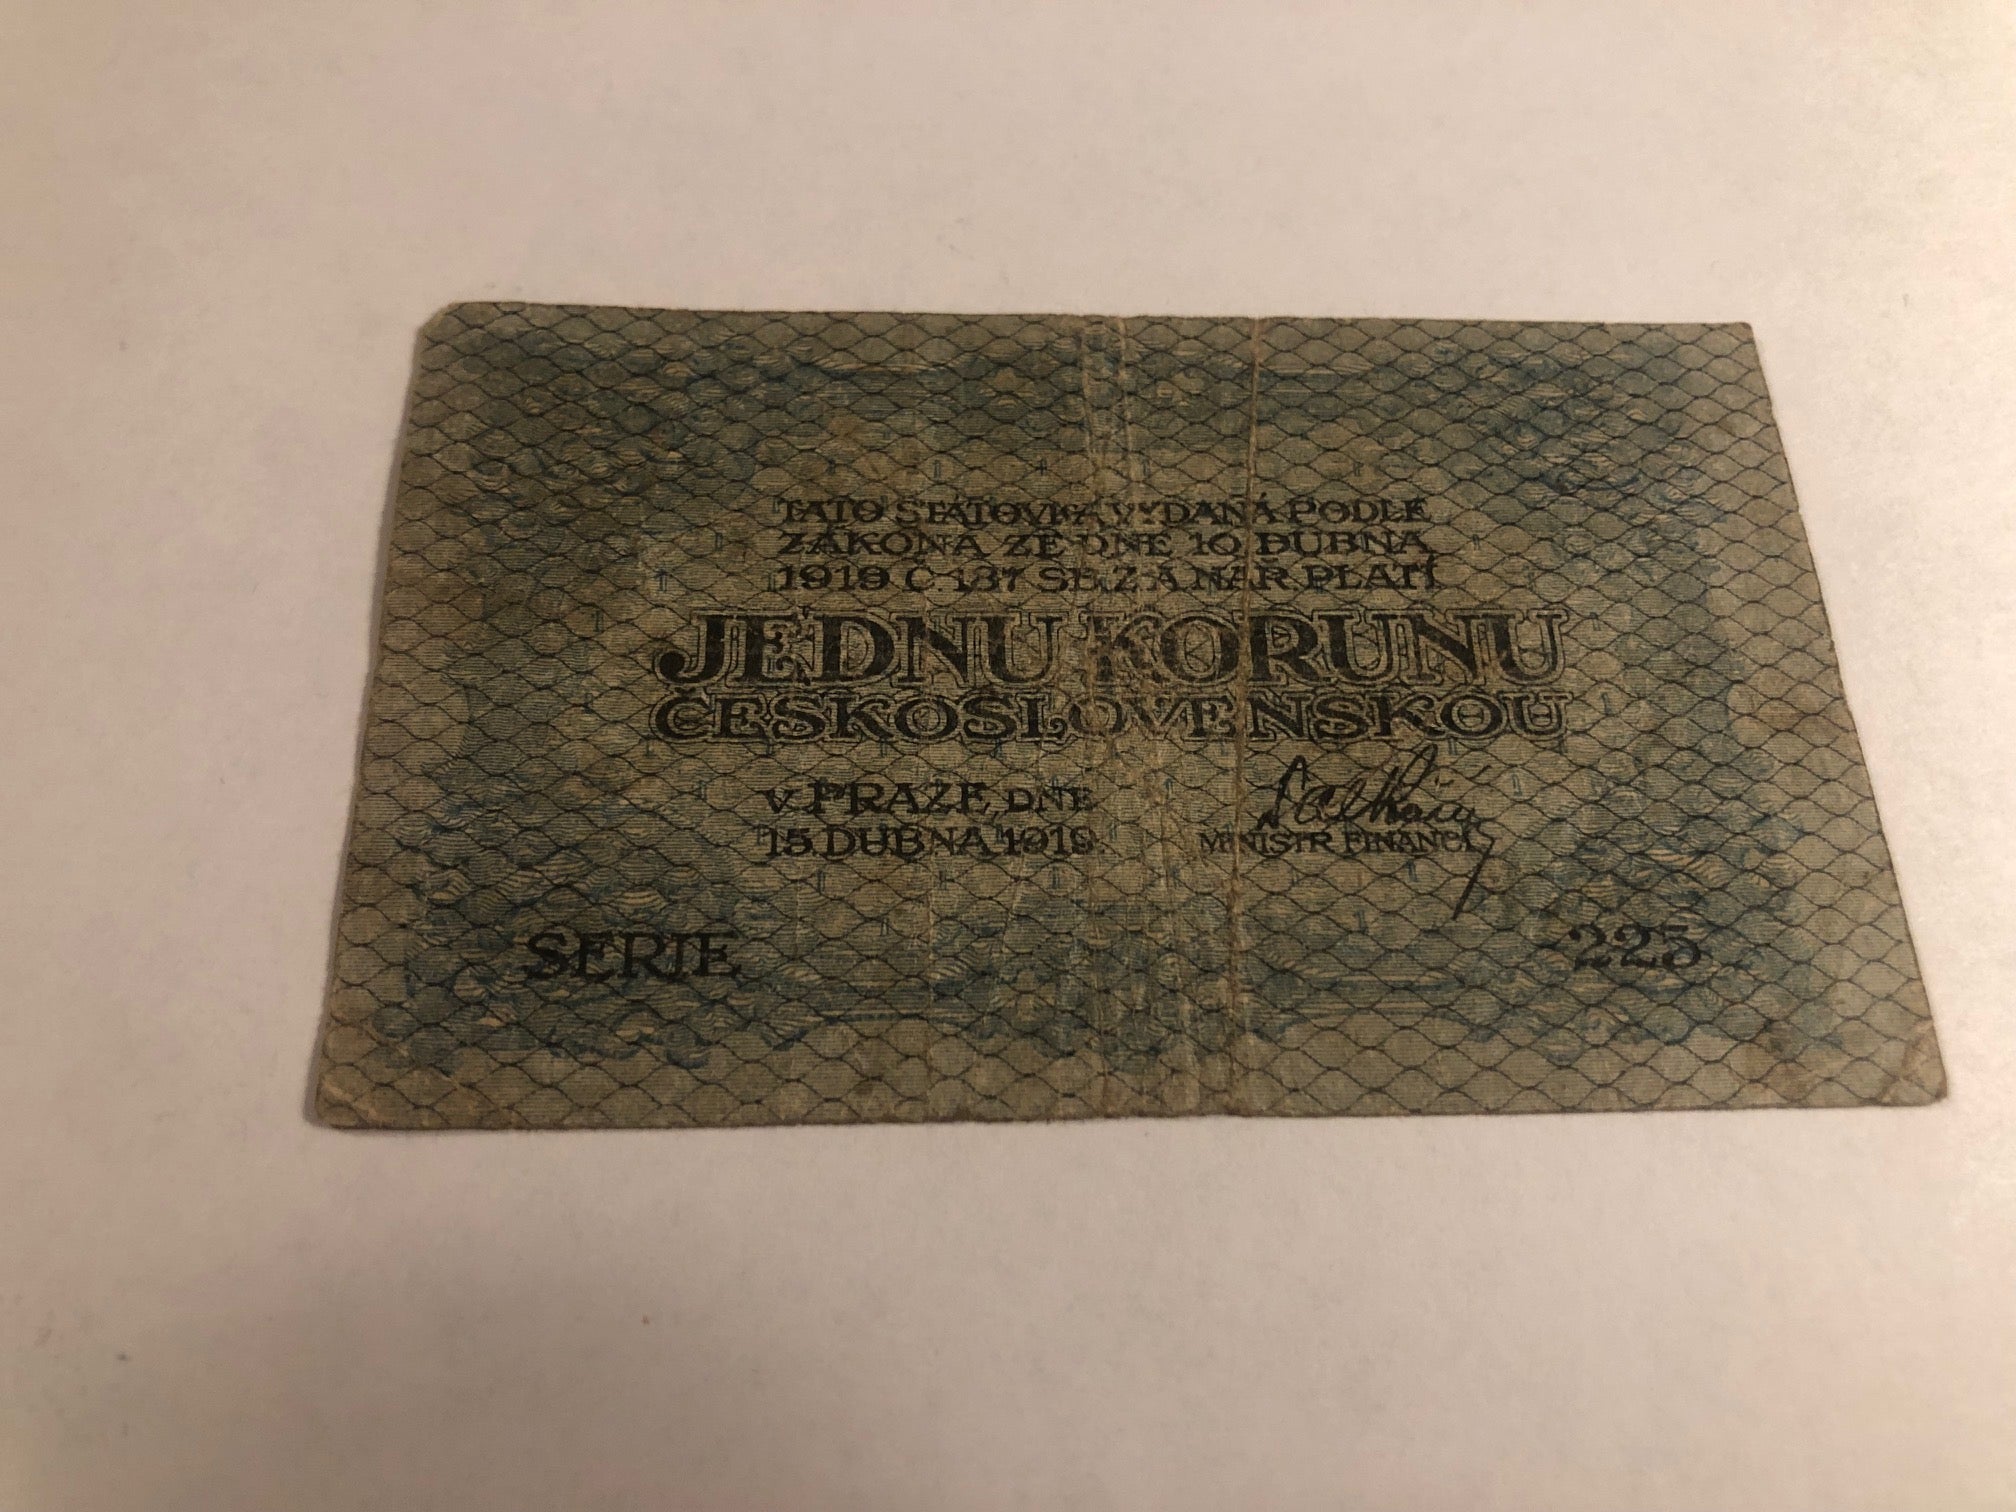 TATO STÁTOVKA VYDANÁ PODLE
ZÁKONA ZE DNE 10. DUBNA
1919 Č. 187 SB. Z. A NAŘ. PLATÍ
JEDNU KORUNU
ČESKOSLOVENSKOU
V PRAZE, DNE
15. DUBNA 1919.
MINISTR FINANCÍ
SERIE 225